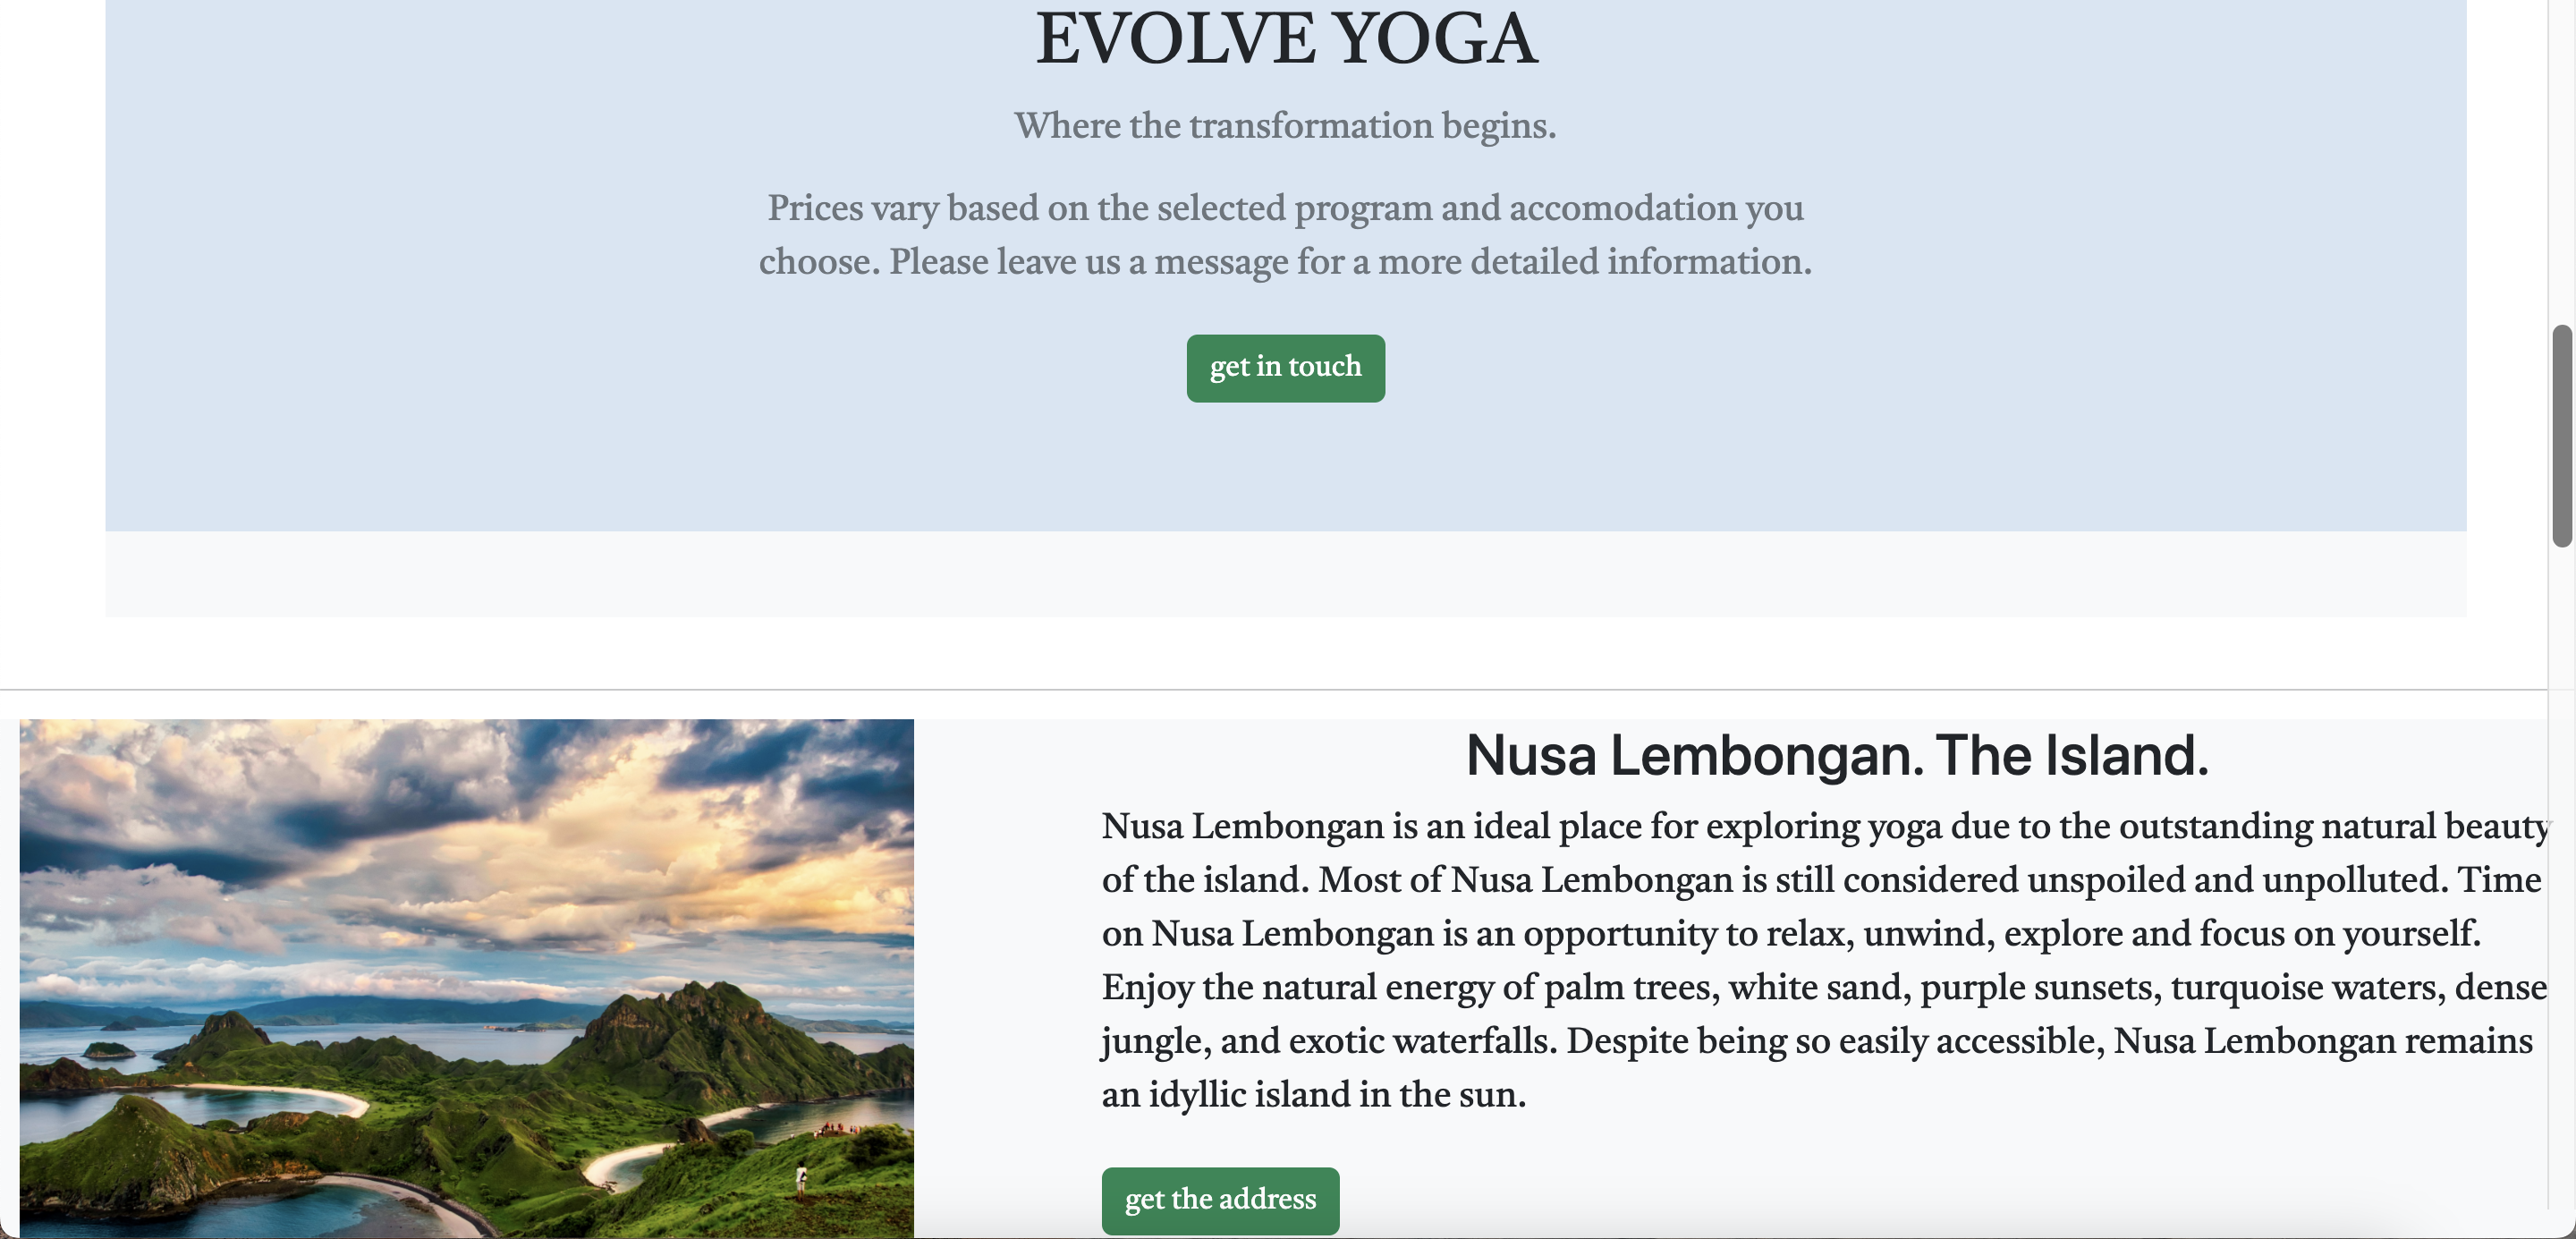 EVOLVE YOGA
Where the transformation begins.
Prices vary based on the selected program and accomodation you
choose. Please leave us a message for a more detailed information.
get in touch
Nusa Lembongan. The Island.
Nusa Lembongan is an ideal place for exploring yoga due to the outstanding natural beauty
of the island. Most of Nusa Lembongan is still considered unspoiled and unpolluted. Time
on Nusa Lembongan is an opportunity to relax, unwind, explore and focus on yourself.
Enjoy the natural energy of palm trees, white sand, purple sunsets, turquoise waters, dense
jungle, and exotic waterfalls. Despite being so easily accessible, Nusa Lembongan remains
an idyllic island in the sun.
get the address